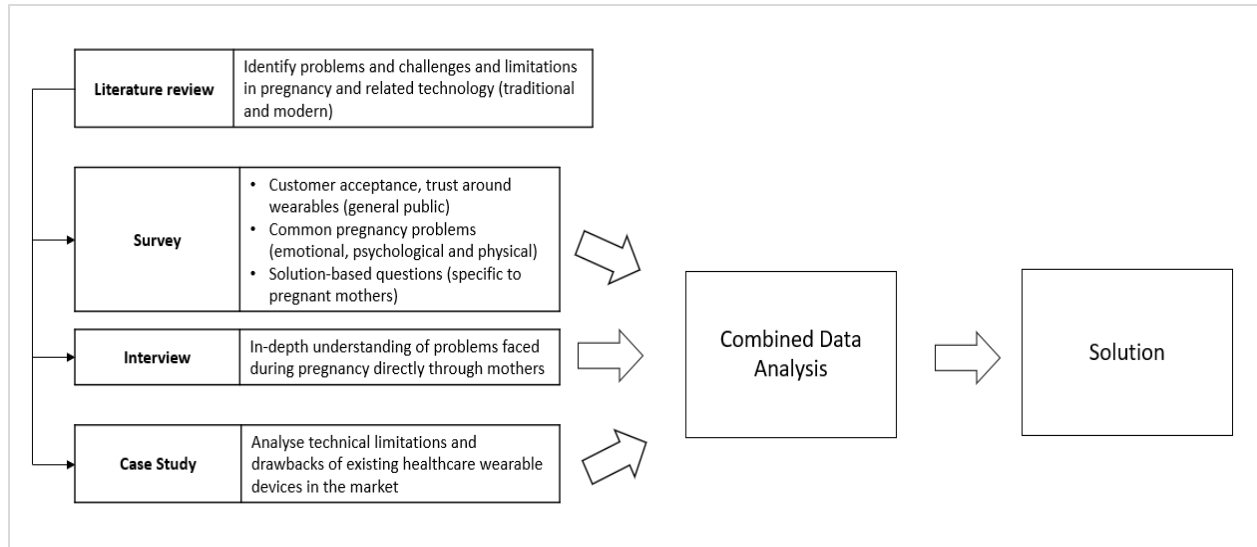 Literature review
Identify problems and challenges and limitations
in pregnancy and related technology (traditional
and modern)
Survey
• Customer acceptance, trust around
wearables (general public)
• Common pregnancy problems
(emotional, psychological and physical)
• Solution-based questions (specific to
pregnant mothers)
Interview
In-depth understanding of problems faced
during pregnancy directly through mothers
Case Study
Analyse technical limitations and
drawbacks of existing healthcare wearable
devices in the market
Combined Data
Analysis
Solution